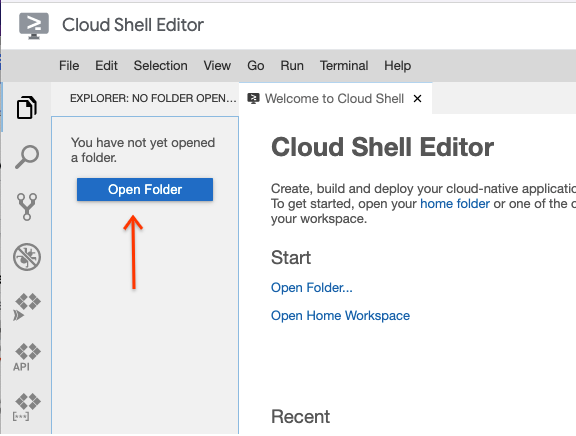 Cloud Shell Editor
File Edit Selection View Go Run Terminal Help
EXPLORER: NO FOLDER OPEN...
Welcome to Cloud Shell
You have not yet opened
a folder.
Open Folder
Cloud Shell Editor
Create, build and deploy your cloud-native
To get started, open your home folder or one of the
your workspace.
Start
Open Folder...
Open Home Workspace
Recent
API